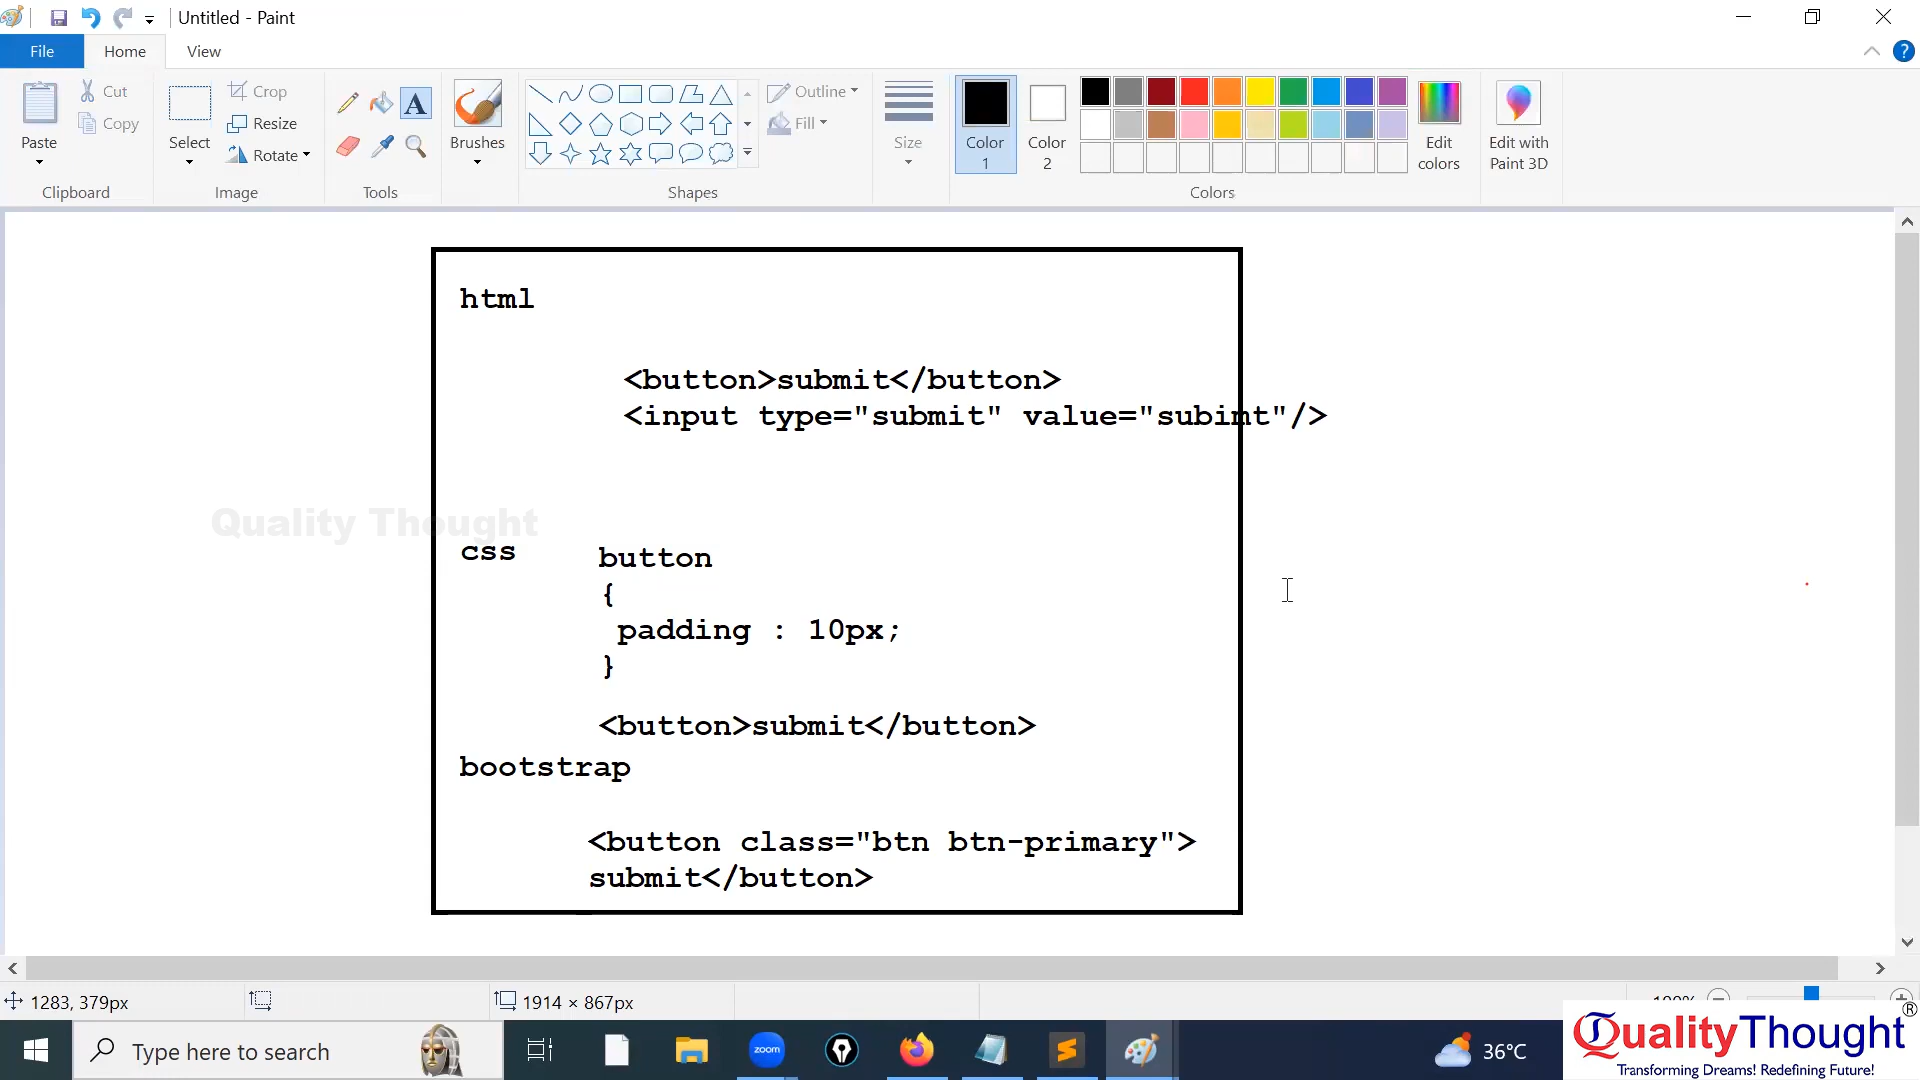 Untitled - Paint
File
Home
View
Paste
Cut
Copy
Clipboard
Select
Crop
Resize
Rotate
Image
A
Tools
Brushes
Shapes
Outline
Fill
Size
Color 1
Color 2
Colors
Edit colors
Edit with Paint 3D
html
<button>submit</button>
<input type="submit" value="subimt"/>
Quality Thought
css
button
{
padding : 10px;
}
<button>submit</button>
bootstrap
<button class="btn btn-primary">
submit</button>
1283, 379px
1914 × 867px
100%
Type here to search
zoom
36°C
QualityThought®
Transforming Dreams! Redefining Future!